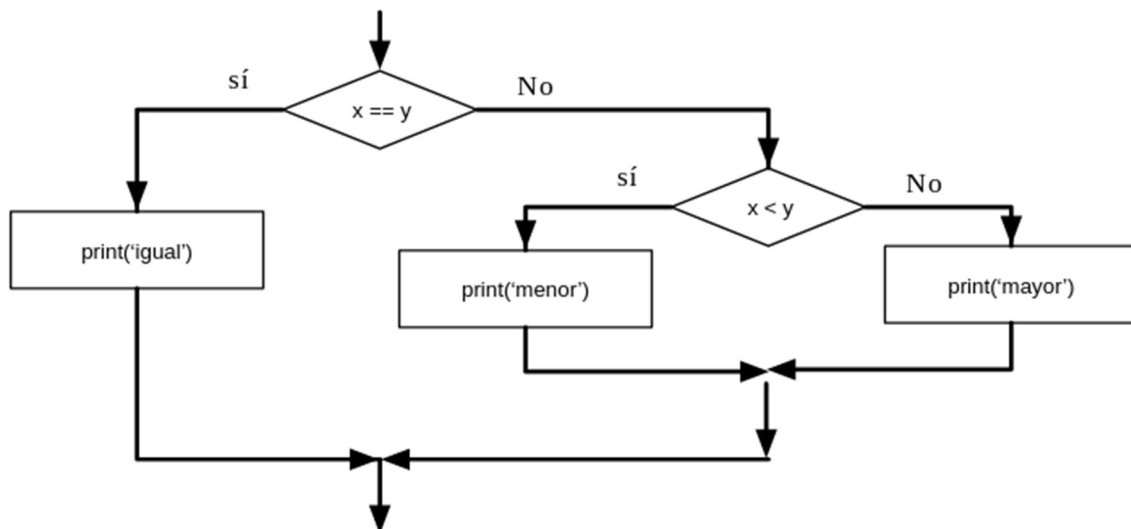 sí
No
x == y
sí
No
x < y
print(‘igual’)
print(‘menor’)
print(‘mayor’)